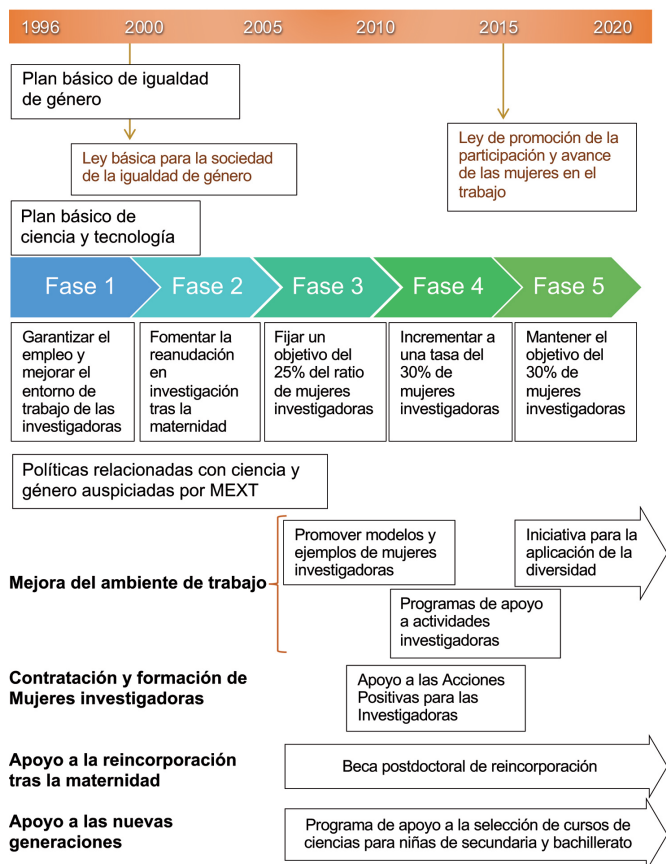 1996 2000 2005 2010 2015 2020
Plan básico de igualdad
de género
Ley básica para la sociedad
de la igualdad de género
Ley de promoción de la
participación y avance
de las mujeres en el
trabajo
Plan básico de
ciencia y tecnología
Fase 1 Fase 2 Fase 3 Fase 4 Fase 5
Garantizar el
empleo y
mejorar el
entorno de
trabajo de las
investigadoras
Fomentar la
reanudación
en
investigación
tras la
maternidad
Fijar un
objetivo del
25% del ratio
de mujeres
investigadoras
Incrementar a
una tasa del
30% de
mujeres
investigadoras
Mantener el
objetivo del
30% de
mujeres
investigadoras
Políticas relacionadas con ciencia y
género auspiciadas por MEXT
Mejora del ambiente de trabajo
Promover modelos y
ejemplos de mujeres
investigadoras
Iniciativa para la
aplicación de la
diversidad
Programas de apoyo
a actividades
investigadoras
Contratación y formación de
Mujeres investigadoras
Apoyo a las Acciones
Positivas para las
Investigadoras
Apoyo a la reincorporación
tras la maternidad
Beca postdoctoral de reincorporación
Apoyo a las nuevas
generaciones
Programa de apoyo a la selección de cursos de
ciencias para niñas de secundaria y bachillerato